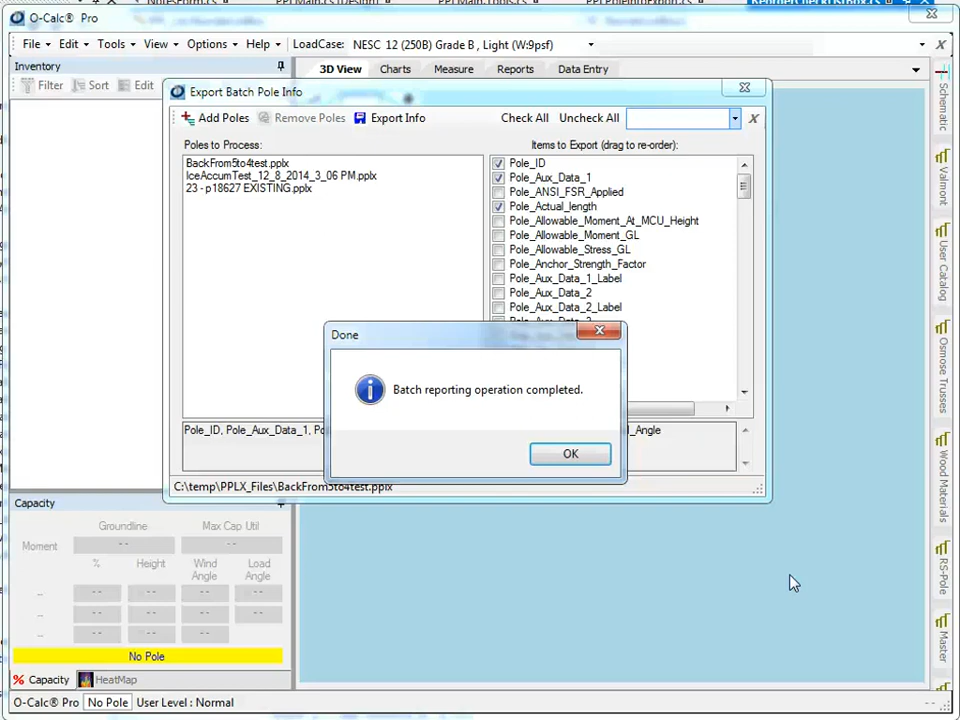 O-Calc® Pro
File Edit Tools View Options Help LoadCase: NESC 12 (250B) Grade B, Light (W:9psf)
Inventory
Filter Sort Edit
3D View Charts Measure Reports Data Entry
Export Batch Pole Info
Add Poles Remove Poles Export Info Check All Uncheck All
Poles to Process:
BackFrom5to4test.pplx
IceAccumTest_12_8_2014_3_06 PM.pplx
23 - p18627 EXISTING.pplx
Items to Export (drag to re-order):
Pole_ID
Pole_Aux_Data_1
Pole_ANSI_FSR_Applied
Pole_Actual_length
Pole_Allowable_Moment_At_MCU_Height
Pole_Allowable_Moment_GL
Pole_Allowable_Stress_GL
Pole_Anchor_Strength_Factor
Pole_Aux_Data_1_Label
Pole_Aux_Data_2
Pole_Aux_Data_2_Label
Done
Batch reporting operation completed.
OK
Pole_ID, Pole_Aux_Data_1,
C:\temp\PPLX_Files\BackFrom5to4test.pplx
Capacity
Groundline Max Cap Util
Moment -- --
% Height Wind Angle Load Angle
-- -- -- -- --
-- -- -- -- --
-- -- -- --
No Pole
Capacity HeatMap
O-Calc® Pro No Pole User Level : Normal
Schematic
Valmont
User Catalog
Osmose Trusses
Wood Materials
RS-Pole
Master